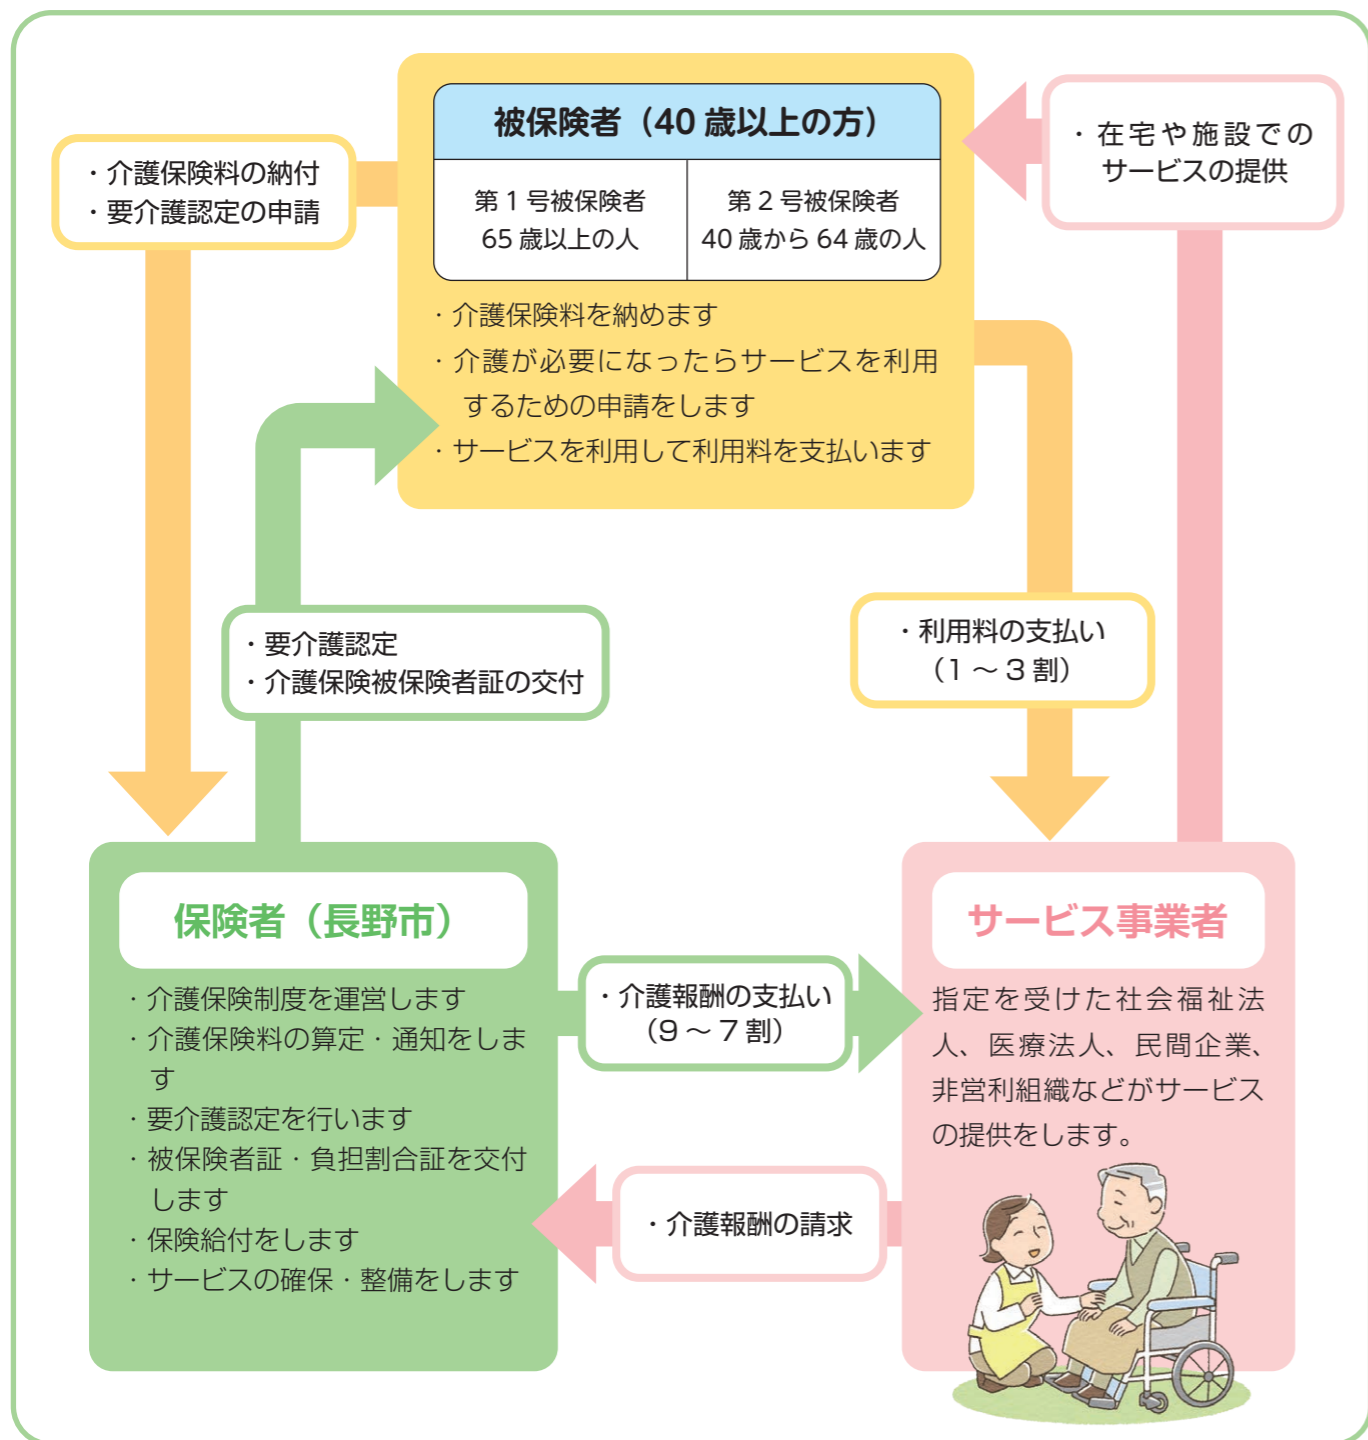 被保険者（40 歳以上の方）
第 1 号被保険者
65 歳以上の人
第 2 号被保険者
40 歳から 64 歳の人
・介護保険料を納めます
・介護が必要になったらサービスを利用
するための申請をします
・サービスを利用して利用料を支払います
・介護保険料の納付
・要介護認定の申請
・在宅や施設での
サービスの提供
・要介護認定
・介護保険被保険者証の交付
・利用料の支払い
（1 ～ 3 割）
保険者（長野市）
・介護保険制度を運営します
・介護保険料の算定・通知をしま
す
・要介護認定を行います
・被保険者証・負担割合証を交付
します
・保険給付をします
・サービスの確保・整備をします
・介護報酬の支払い
（9 ～ 7 割）
・介護報酬の請求
サービス事業者
指定を受けた社会福祉法
人、医療法人、民間企業、
非営利組織などがサービス
の提供をします。